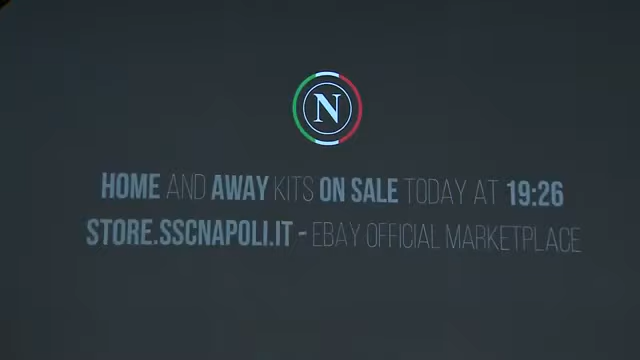 N
HOME AND AWAY KITS ON SALE TODAY AT 19:26
STORE.SSCNAPOLI.IT - EBAY OFFICIAL MARKETPLACE